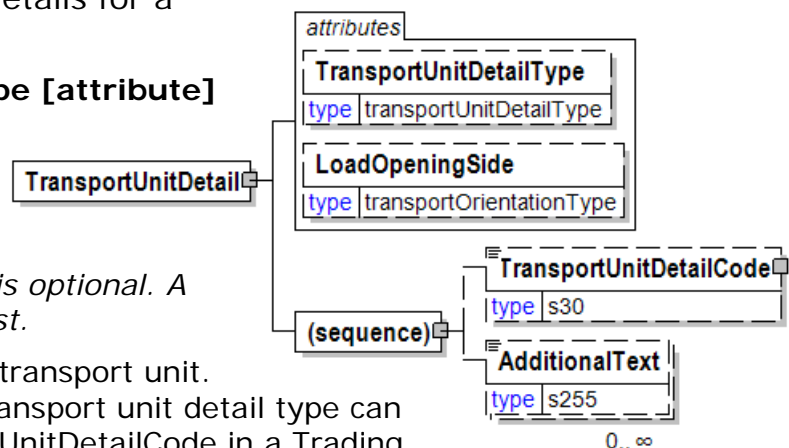 etails for a
pe [attribute]
is optional. A
st.
transport unit.
ansport unit detail type can
UnitDetailCode in a Trading
attributes
TransportUnitDetailType
type transportUnitDetailType
LoadOpeningSide
type transportOrientationType
TransportUnitDetail
(sequence)
TransportUnitDetailCode
type s30
AdditionalText
type s255
0..∞